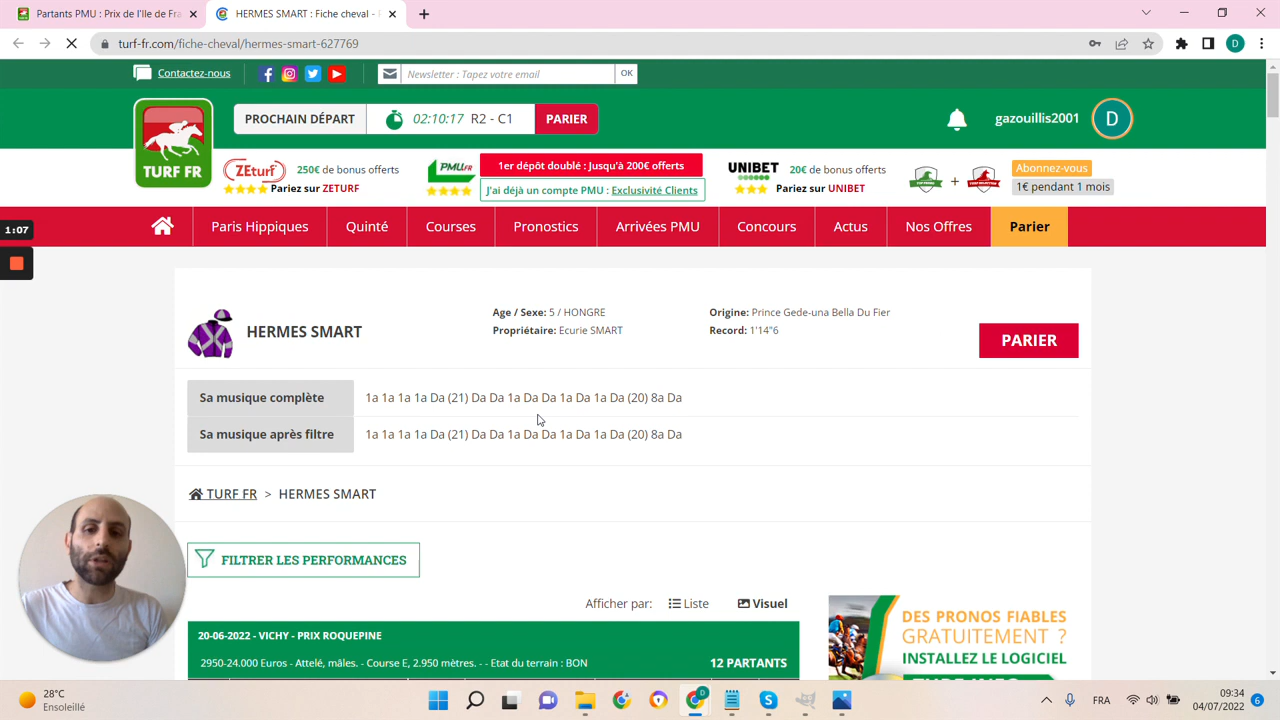 Partants PMU : Prix de l'Ile de Fra
HERMES SMART : Fiche cheval -
turf-fr.com/fiche-cheval/hermes-smart-627769
D
Contactez-nous
Newsletter : Tapez votre email
OK
TURF FR
PROCHAIN DÉPART
02:10:17 R2 - C1
PARIER
gazouillis2001
D
ZEturf
250€ de bonus offerts
Pariez sur ZETURF
PMU.FR
1er dépôt doublé : Jusqu'à 200€ offerts
J'ai déjà un compte PMU : Exclusivité Clients
UNIBET
20€ de bonus offerts
Pariez sur UNIBET
+
Abonnez-vous
1€ pendant 1 mois
1:07
Paris Hippiques
Quinté
Courses
Pronostics
Arrivées PMU
Concours
Actus
Nos Offres
Parier
HERMES SMART
Age / Sexe: 5 / HONGRE
Propriétaire: Ecurie SMART
Origine: Prince Gede-una Bella Du Fier
Record: 1'14"6
PARIER
Sa musique complète
1a 1a 1a 1a Da (21) Da Da 1a Da Da 1a Da 1a Da (20) 8a Da
Sa musique après filtre
1a 1a 1a 1a Da (21) Da Da 1a Da Da 1a Da 1a Da (20) 8a Da
TURF FR > HERMES SMART
FILTRER LES PERFORMANCES
Afficher par: Liste Visuel
20-06-2022 - VICHY - PRIX ROQUEPINE
2950-24.000 Euros - Attelé, mâles. - Course E, 2.950 mètres. - - Etat du terrain : BON
12 PARTANTS
DES PRONOS FIABLES
GRATUITEMENT ?
INSTALLEZ LE LOGICIEL
28°C
Ensoleillé
D
FRA
09:34
04/07/2022
6